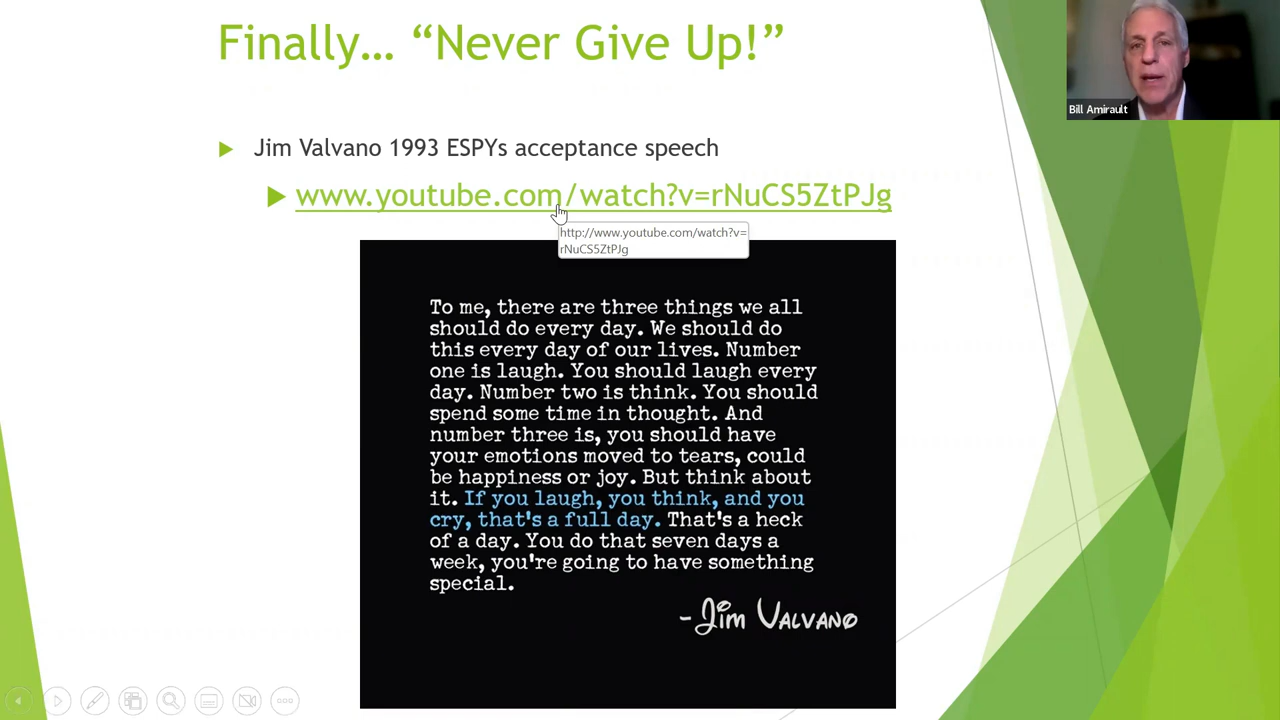 Finally… “Never Give Up!”
Bill Amirault
Jim Valvano 1993 ESPYs acceptance speech
www.youtube.com/watch?v=rNuCS5ZtPJg
http://www.youtube.com/watch?v=
rNuCS5ZtPJg
To me, there are three things we all
should do every day. We should do
this every day of our lives. Number
one is laugh. You should laugh every
day. Number two is think. You should
spend some time in thought. And
number three is, you should have
your emotions moved to tears, could
be happiness or joy. But think about
it. If you laugh, you think, and you
cry, that's a full day. That's a heck
of a day. You do that seven days a
week, you're going to have something
special.
-Jim Valvano